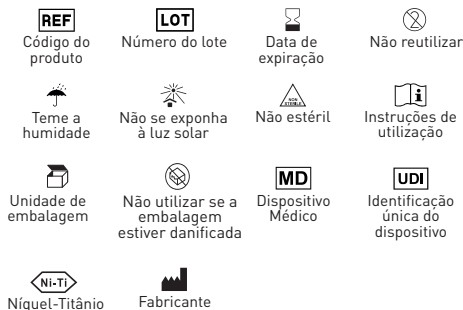 REF
LOT
Código do
produto
Número do lote
Data de
expiração
Não reutilizar
2
NON
STERILE
i
Teme a
humidade
Não se exponha
à luz solar
Não estéril
Instruções de
utilização
MD
UDI
Unidade de
embalagem
Não utilizar se a
embalagem
estiver danificada
Dispositivo
Médico
Identificação
única do
dispositivo
Ni-Ti
Níquel-Titânio
Fabricante